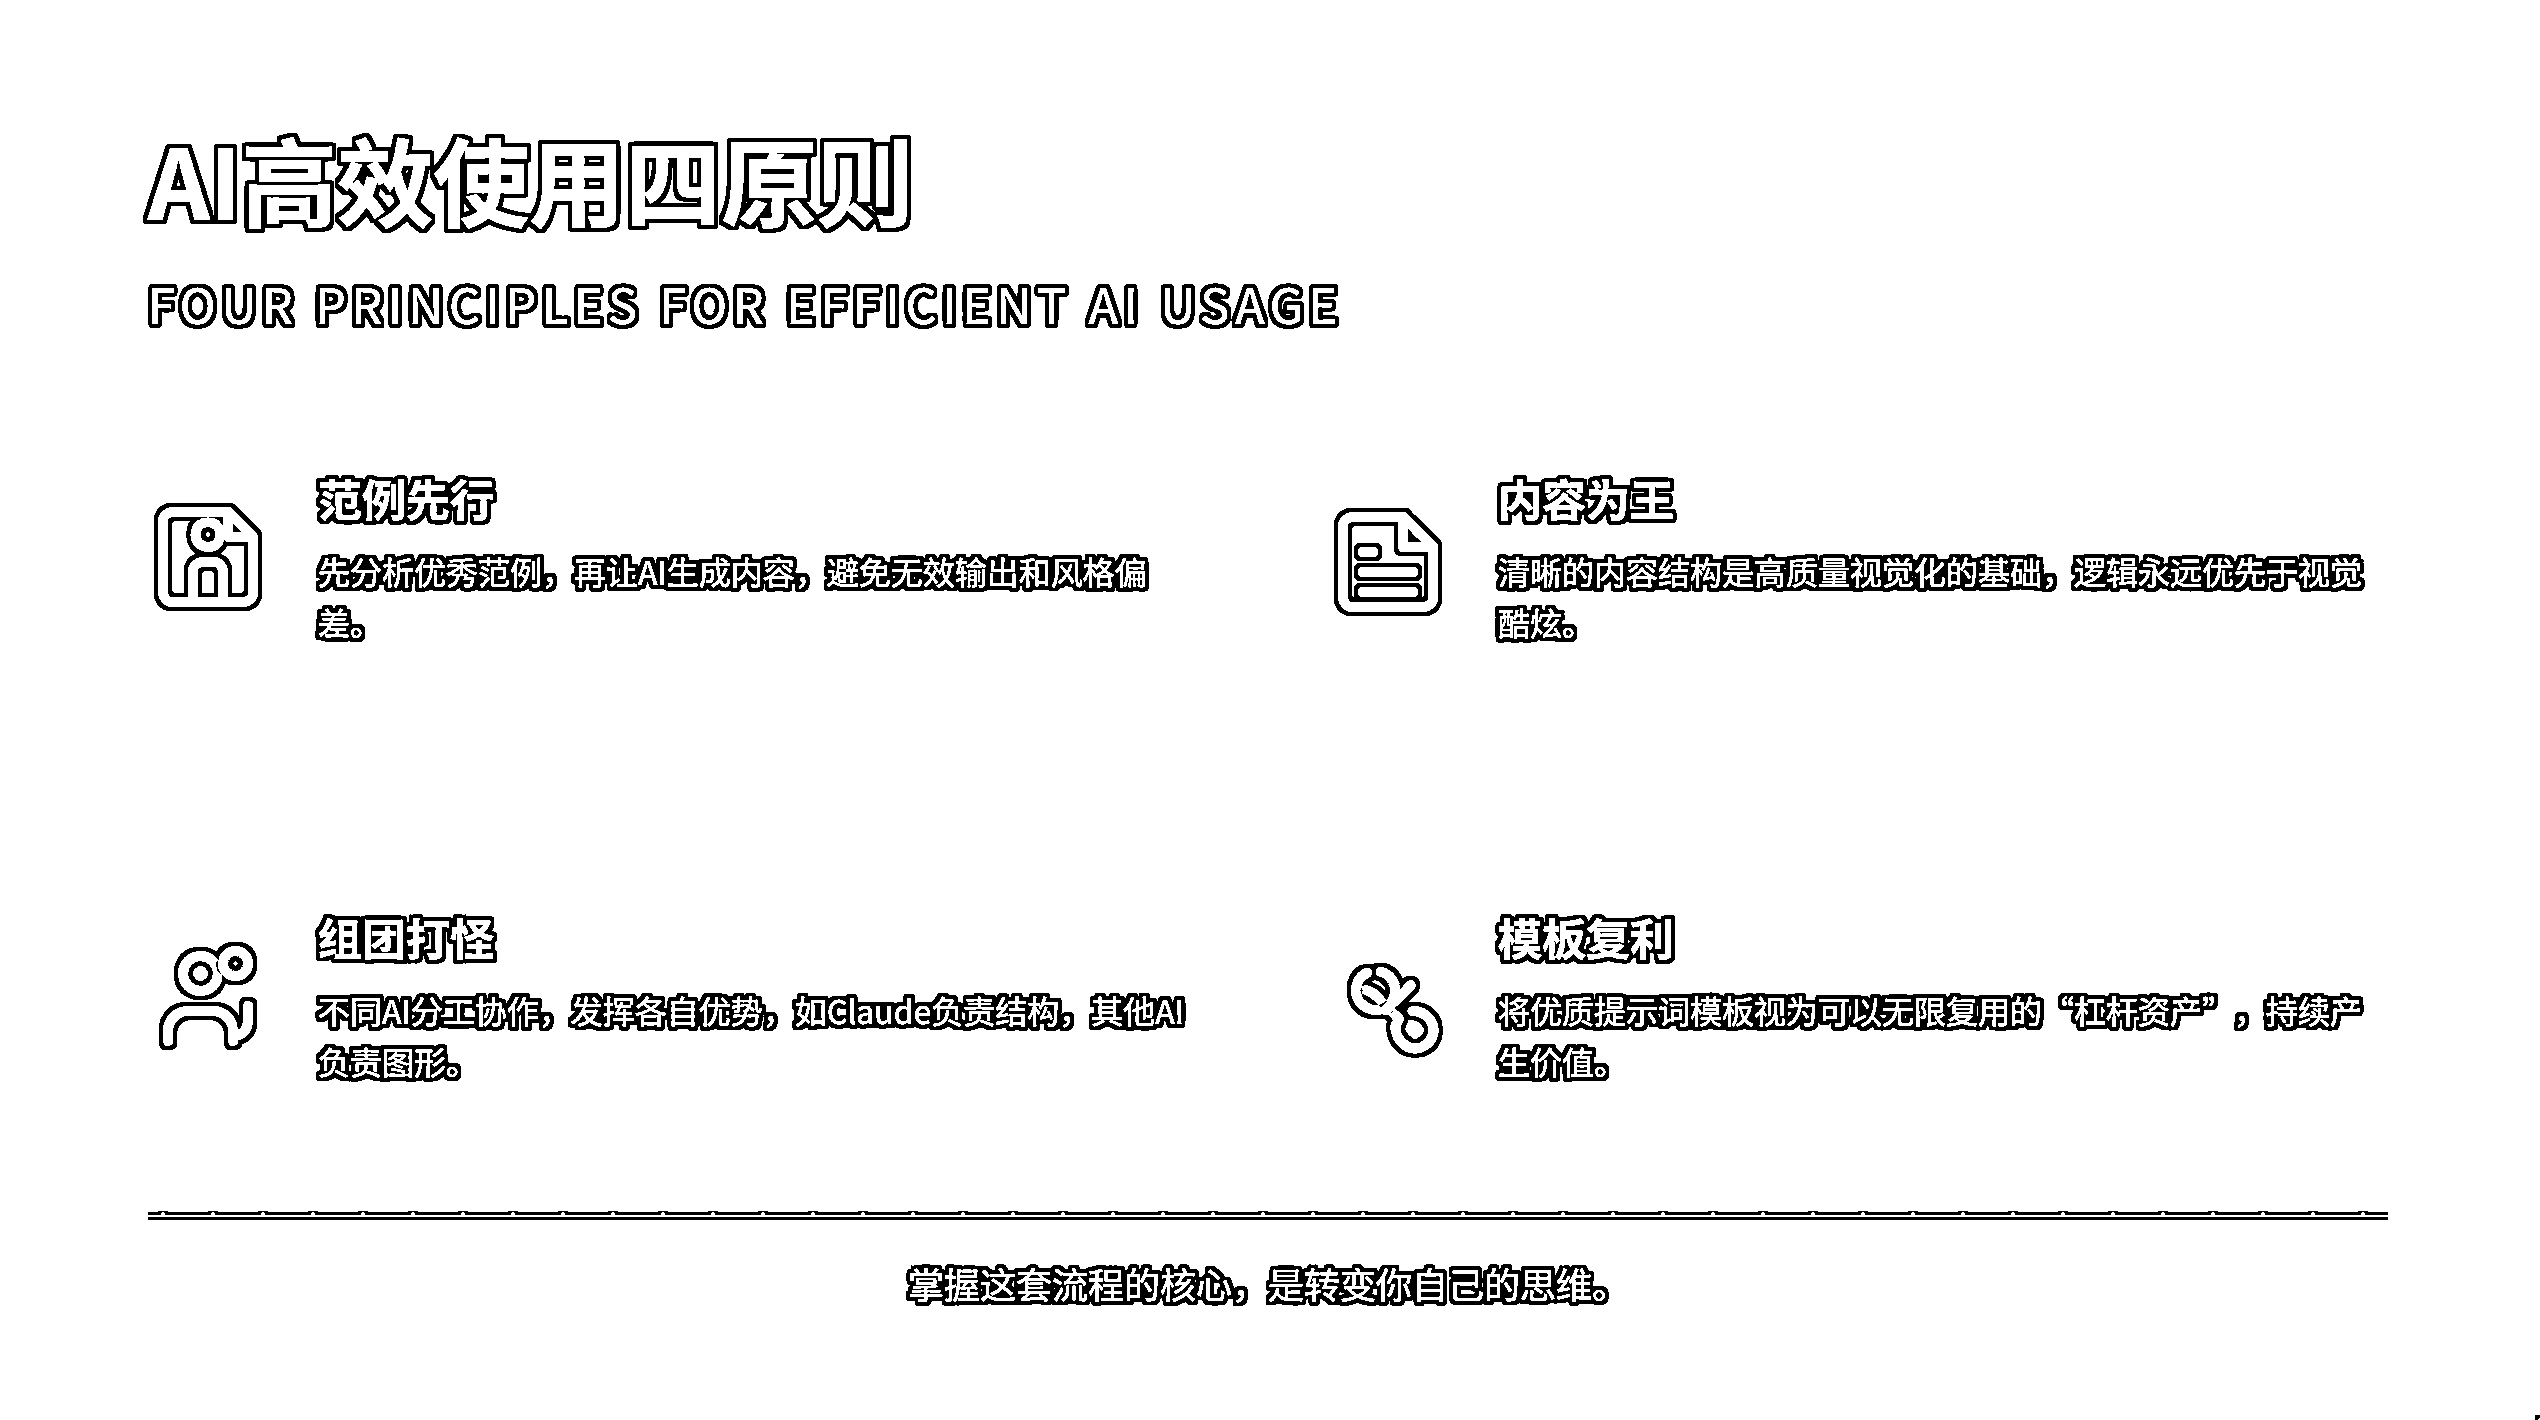 AI高效使用四原则
FOUR PRINCIPLES FOR EFFICIENT AI USAGE
范例先行
先分析优秀范例，再让AI生成内容，避免无效输出和风格偏
差。
内容为王
清晰的内容结构是高质量视觉化的基础，逻辑永远优先于视觉
酷炫。
组团打怪
不同AI分工协作，发挥各自优势，如Claude负责结构，其他AI
负责图形。
模板复利
将优质提示词模板视为可以无限复用的“杠杆资产”，持续产
生价值。
掌握这套流程的核心，是转变你自己的思维。